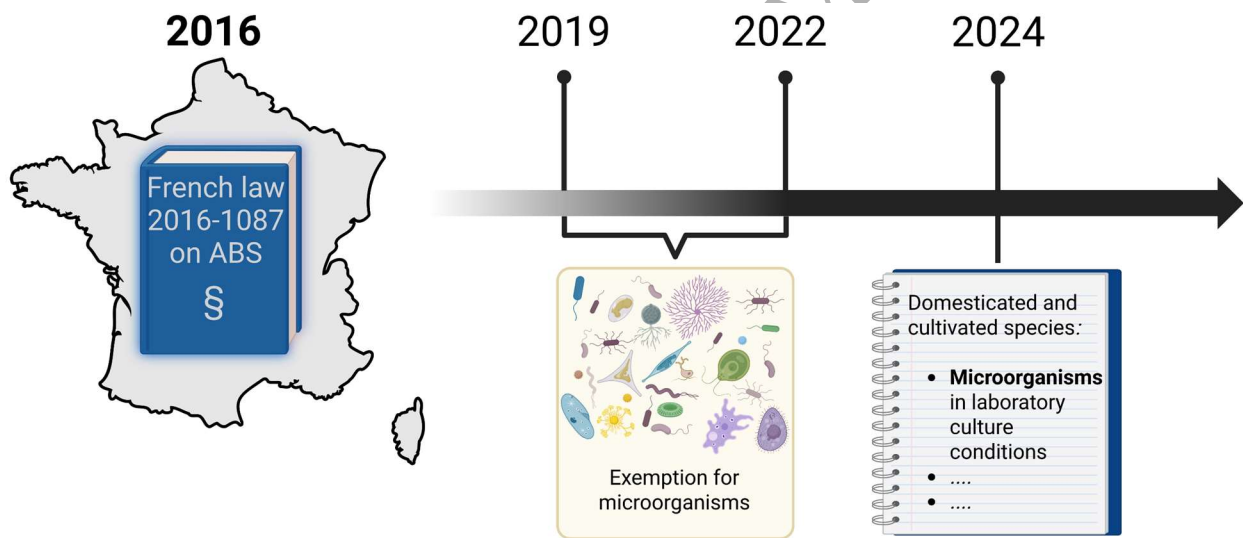 2016
2019
2022
2024
French law
2016-1087
on ABS
§
Exemption for
microorganisms
Domesticated and
cultivated species:
• Microorganisms
in laboratory
culture
conditions
• ....
• ....